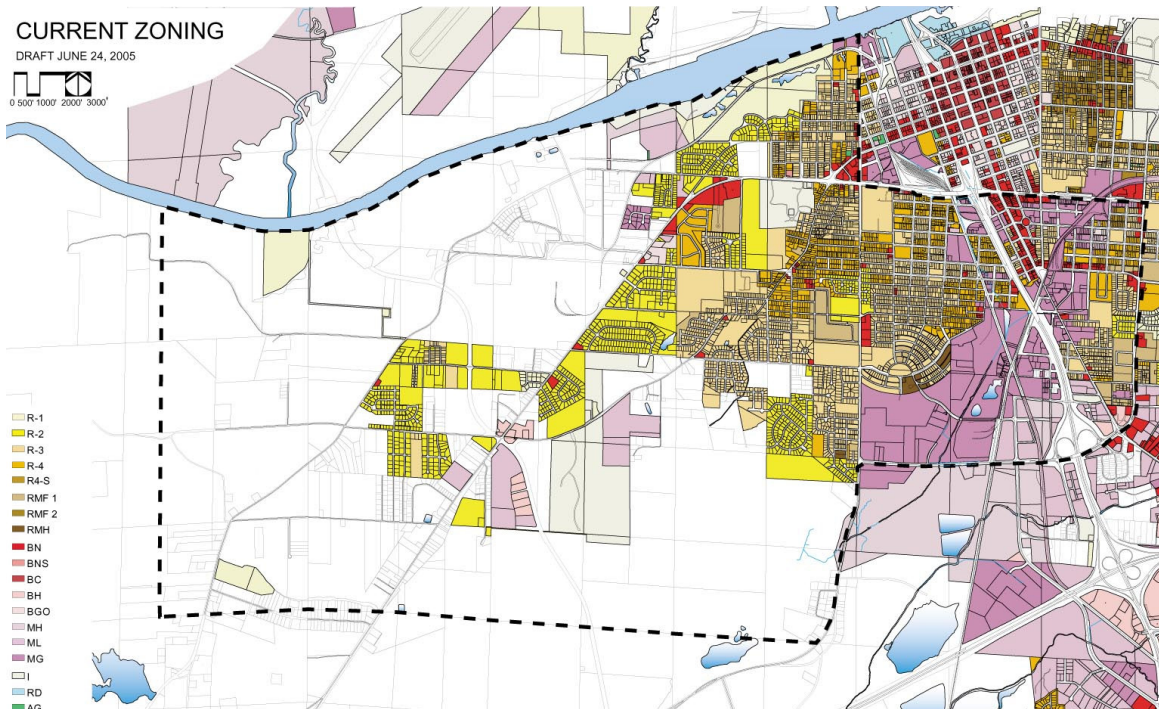 CURRENT ZONING
DRAFT JUNE 24, 2005
0 500' 1000' 2000' 3000'
R-1
R-2
R-3
R-4
R4-S
RMF 1
RMF 2
RMH
BN
BNS
BC
BH
BGO
MH
ML
MG
I
RD
AG